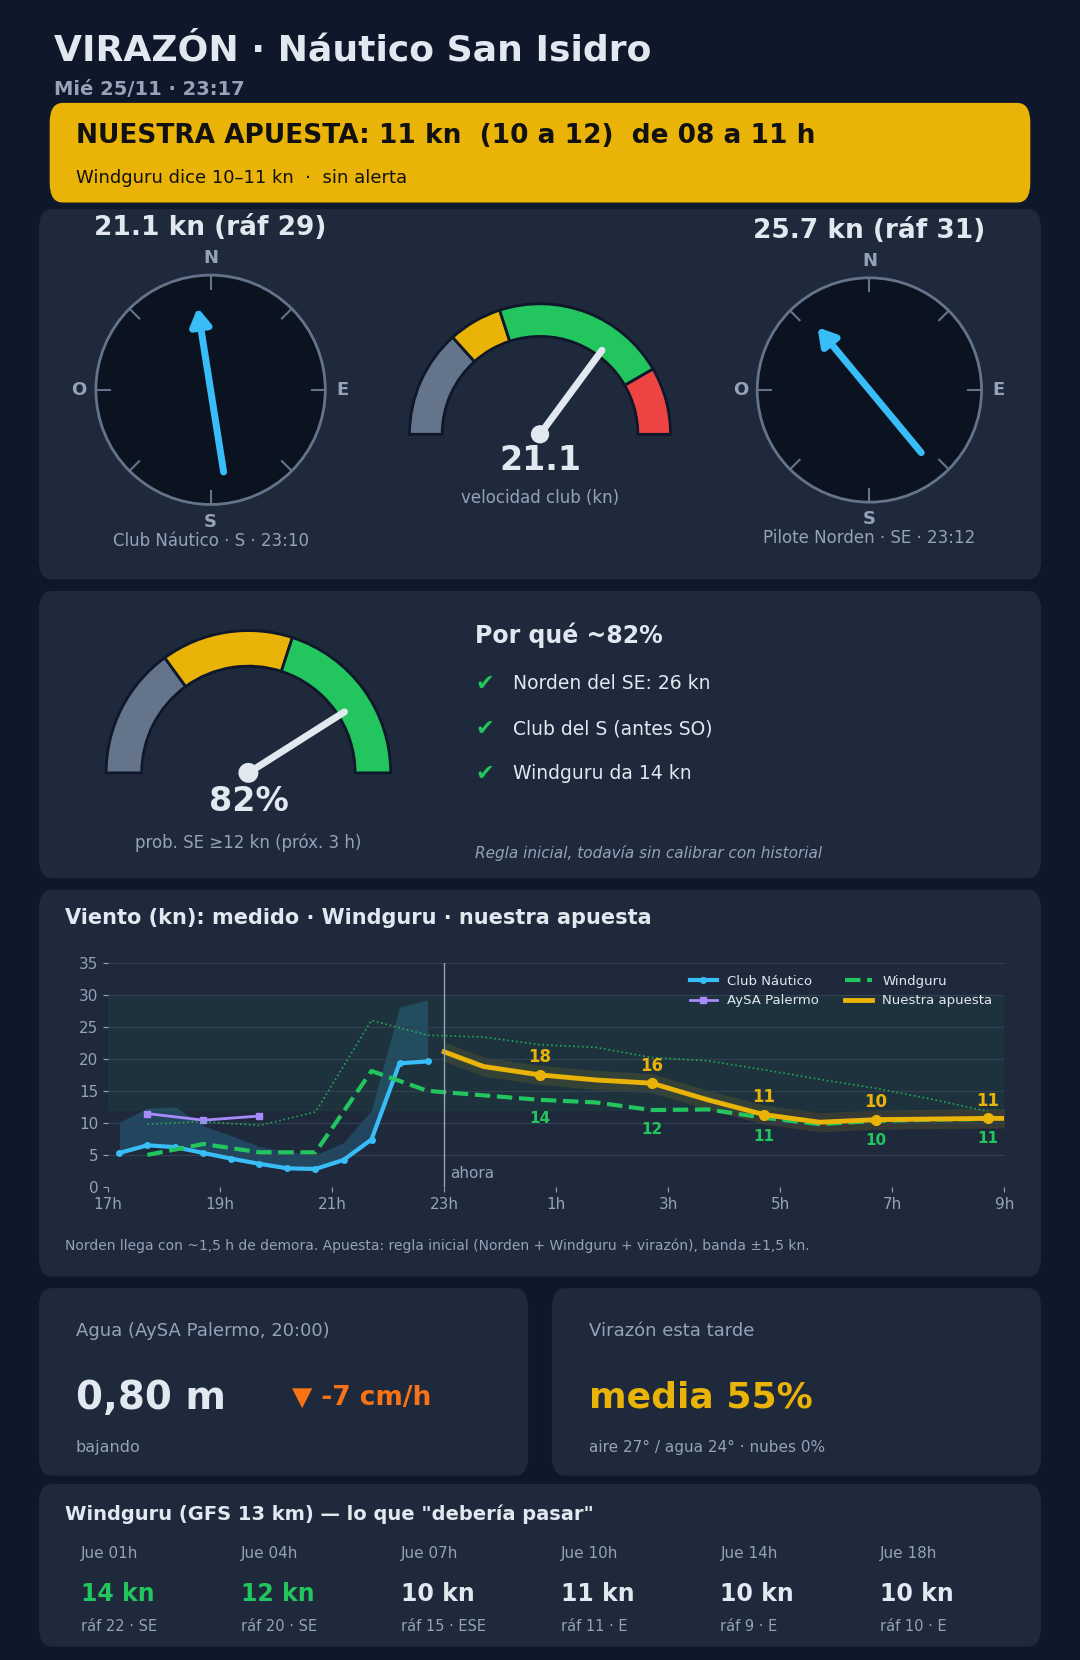 VIRAZÓN · Náutico San Isidro
Mié 25/11 · 23:17
NUESTRA APUESTA: 11 kn (10 a 12) de 08 a 11 h
Windguru dice 10–11 kn · sin alerta
21.1 kn (ráf 29)
N
O
E
S
Club Náutico · S · 23:10
21.1
velocidad club (kn)
25.7 kn (ráf 31)
N
O
E
S
Pilote Norden · SE · 23:12
82%
prob. SE ≥12 kn (próx. 3 h)
Por qué ~82%
✔ Norden del SE: 26 kn
✔ Club del S (antes SO)
✔ Windguru da 14 kn
Regla inicial, todavía sin calibrar con historial
Viento (kn): medido · Windguru · nuestra apuesta
35
30
25
20
15
10
5
0
Club Náutico
AySA Palermo
Windguru
Nuestra apuesta
18
16
11
10
11
14
12
11
10
11
ahora
17h 19h 21h 23h 1h 3h 5h 7h 9h
Norden llega con ~1,5 h de demora. Apuesta: regla inicial (Norden + Windguru + virazón), banda ±1,5 kn.
Agua (AySA Palermo, 20:00)
0,80 m ▼ -7 cm/h
bajando
Virazón esta tarde
media 55%
aire 27° / agua 24° · nubes 0%
Windguru (GFS 13 km) — lo que "debería pasar"
Jue 01h Jue 04h Jue 07h Jue 10h Jue 14h Jue 18h
14 kn 12 kn 10 kn 11 kn 10 kn 10 kn
ráf 22 · SE ráf 20 · SE ráf 15 · ESE ráf 11 · E ráf 9 · E ráf 10 · E